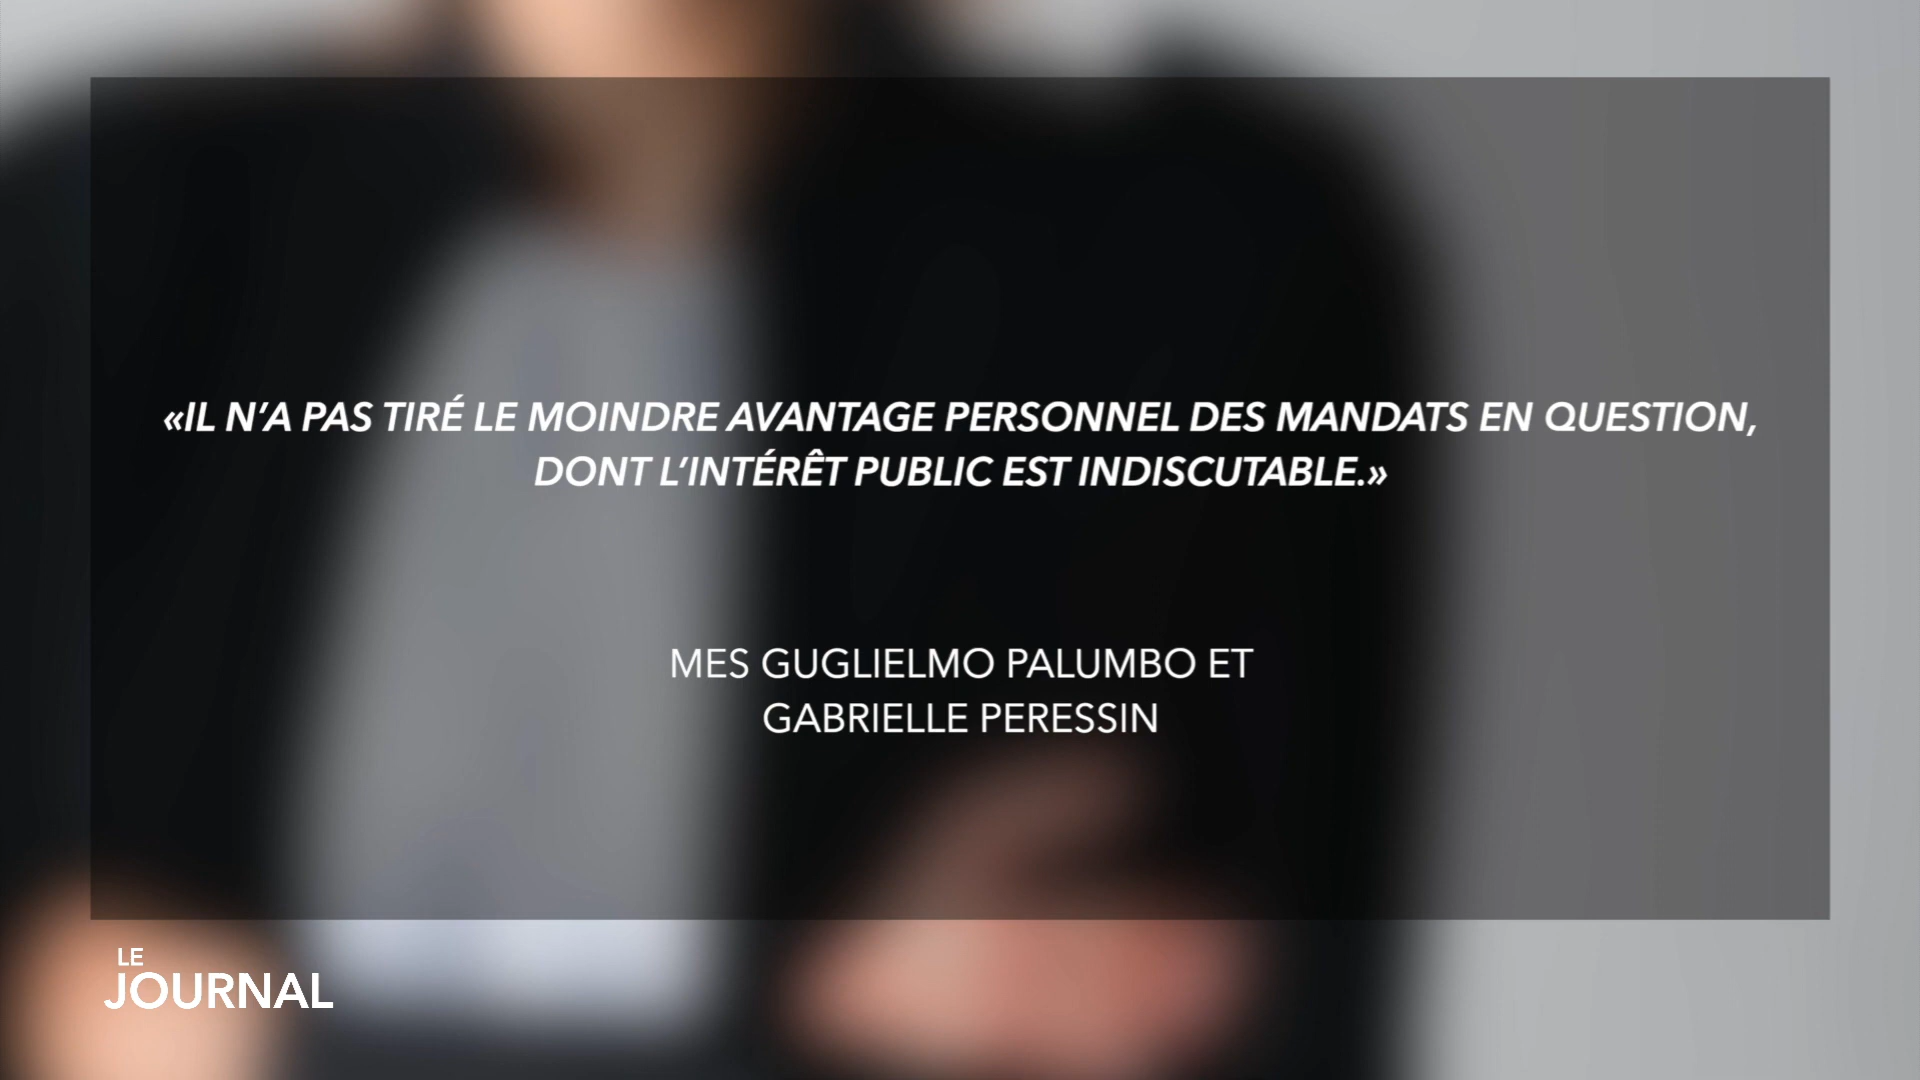 «IL N’A PAS TIRÉ LE MOINDRE AVANTAGE PERSONNEL DES MANDATS EN QUESTION,
DONT L’INTÉRÊT PUBLIC EST INDISCUTABLE.»
MES GUGLIELMO PALUMBO ET
GABRIELLE PERESSIN
LE
JOURNAL